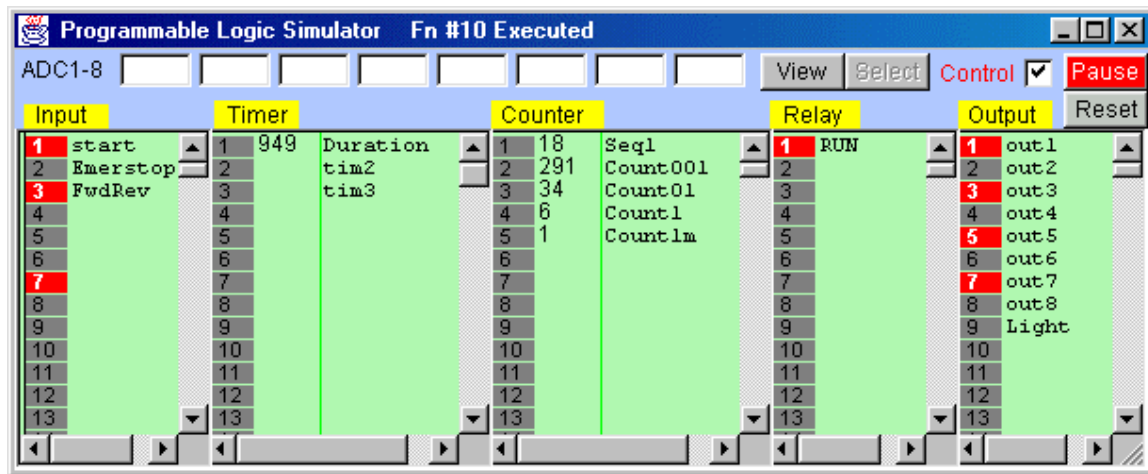 Programmable Logic Simulator Fn #10 Executed
ADC1-8 View Select Control Pause
Input Timer Counter Relay Output Reset
1 start 1 949 Duration 1 18 Seq1 1 RUN 1 out1
2 Emerstop 2 tim2 2 291 Count001 2 2 out2
3 FwdRev 3 tim3 3 34 Count01 3 3 out3
4 4 4 6 Count1 4 4 out4
5 5 5 1 Count1m 5 5 out5
6 6 6 6 6 out6
7 7 7 7 7 out7
8 8 8 8 8 out8
9 9 9 9 9 Light
10 10 10 10 10
11 11 11 11 11
12 12 12 12 12
13 13 13 13 13